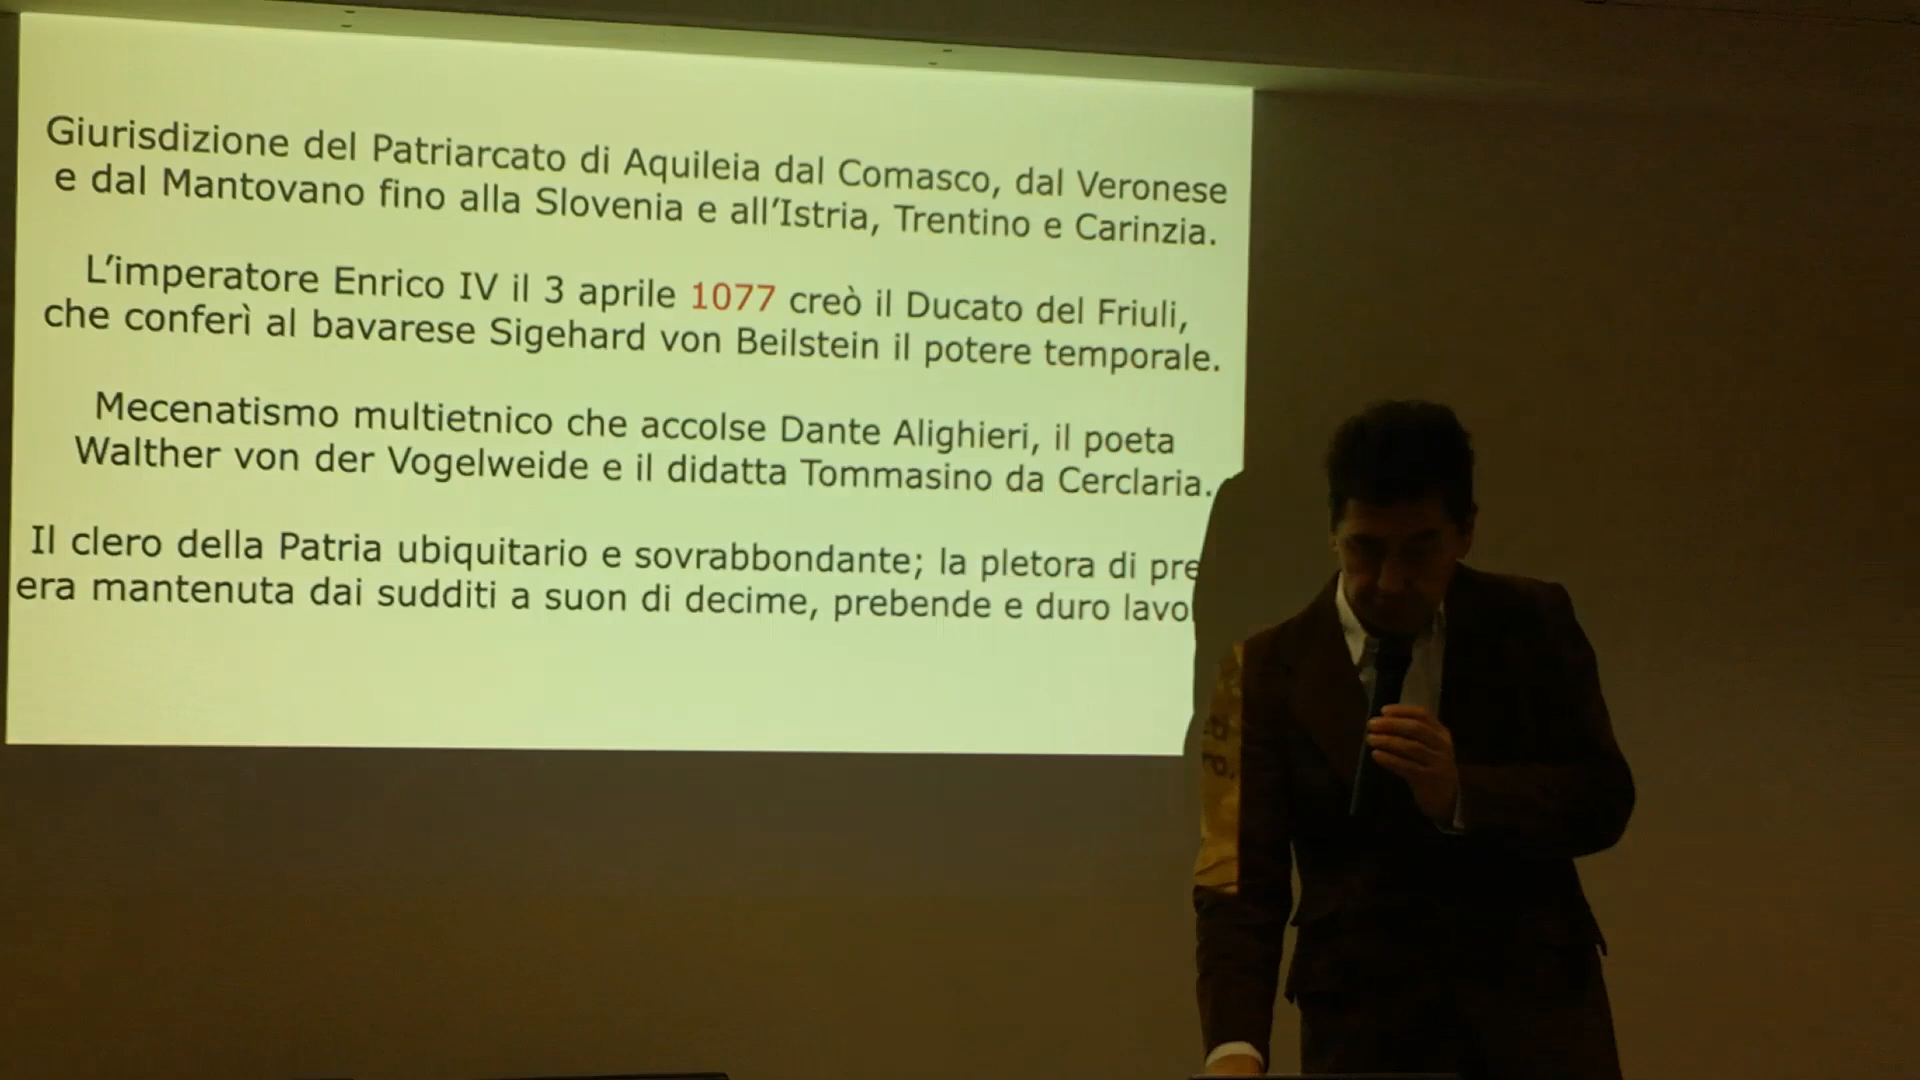 Giurisdizione del Patriarcato di Aquileia dal Comasco, dal Veronese
e dal Mantovano fino alla Slovenia e all'Istria, Trentino e Carinzia.
L'imperatore Enrico IV il 3 aprile 1077 creò il Ducato del Friuli,
che conferì al bavarese Sigehard von Beilstein il potere temporale.
Mecenatismo multietnico che accolse Dante Alighieri, il poeta
Walther von der Vogelweide e il didatta Tommasino da Cerclaria.
Il clero della Patria ubiquitario e sovrabbondante; la pletora di
era mantenuta dai sudditi a suon di decime, prebende e duro